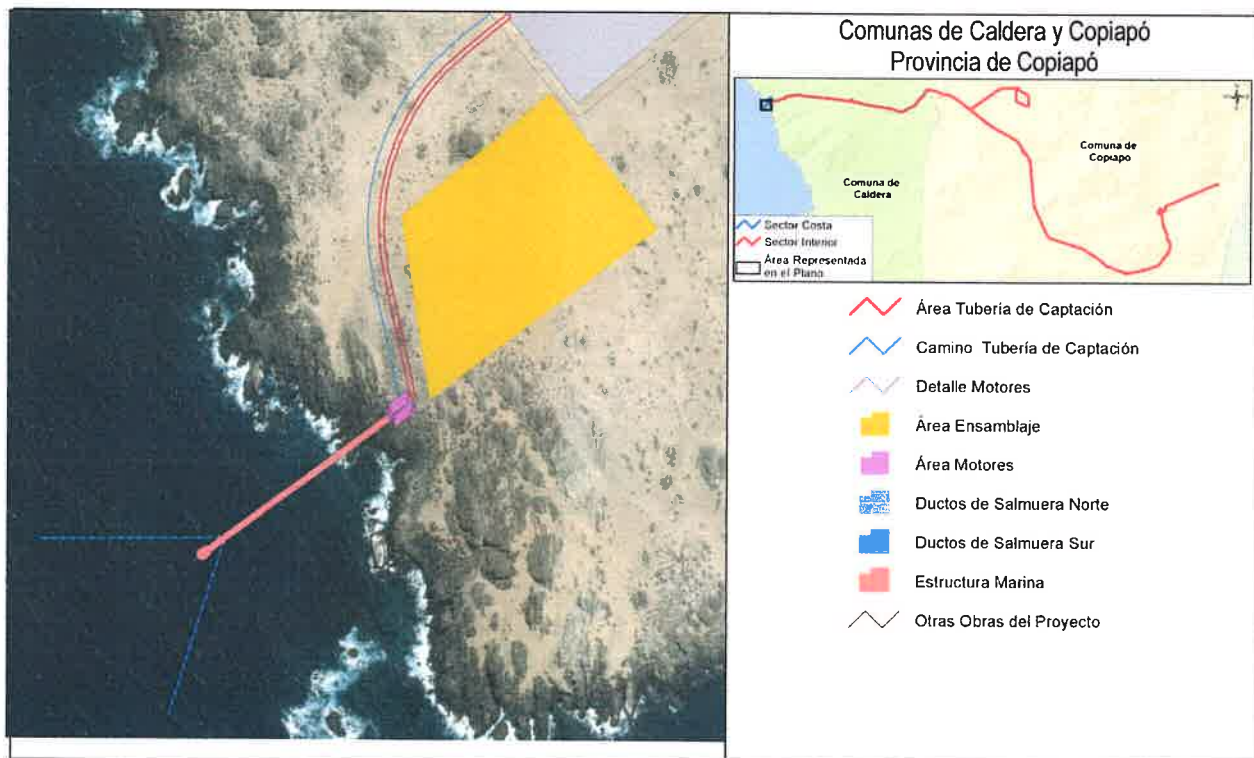 Comunas de Caldera y Copiapó
Provincia de Copiapó
Comuna de
Copiapo
Comuna de
Caldera
Sector Costa
Sector Interior
Área Representada
en el Plano
Área Tubería de Captación
Camino Tubería de Captación
Detalle Motores
Área Ensamblaje
Área Motores
Ductos de Salmuera Norte
Ductos de Salmuera Sur
Estructura Marina
Otras Obras del Proyecto